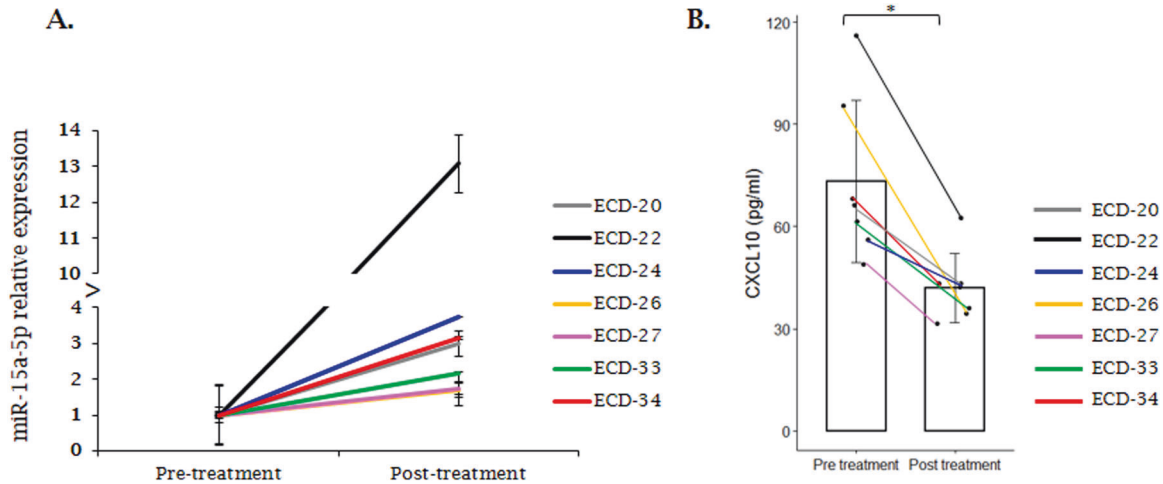 A.
miR-15a-5p relative expression
14
13
12
11
10
4
3
2
1
0
Pre-treatment
Post-treatment
ECD-20
ECD-22
ECD-24
ECD-26
ECD-27
ECD-33
ECD-34
B.
*
CXCL10 (pg/ml)
120
90
60
30
0
Pre treatment
Post treatment
ECD-20
ECD-22
ECD-24
ECD-26
ECD-27
ECD-33
ECD-34